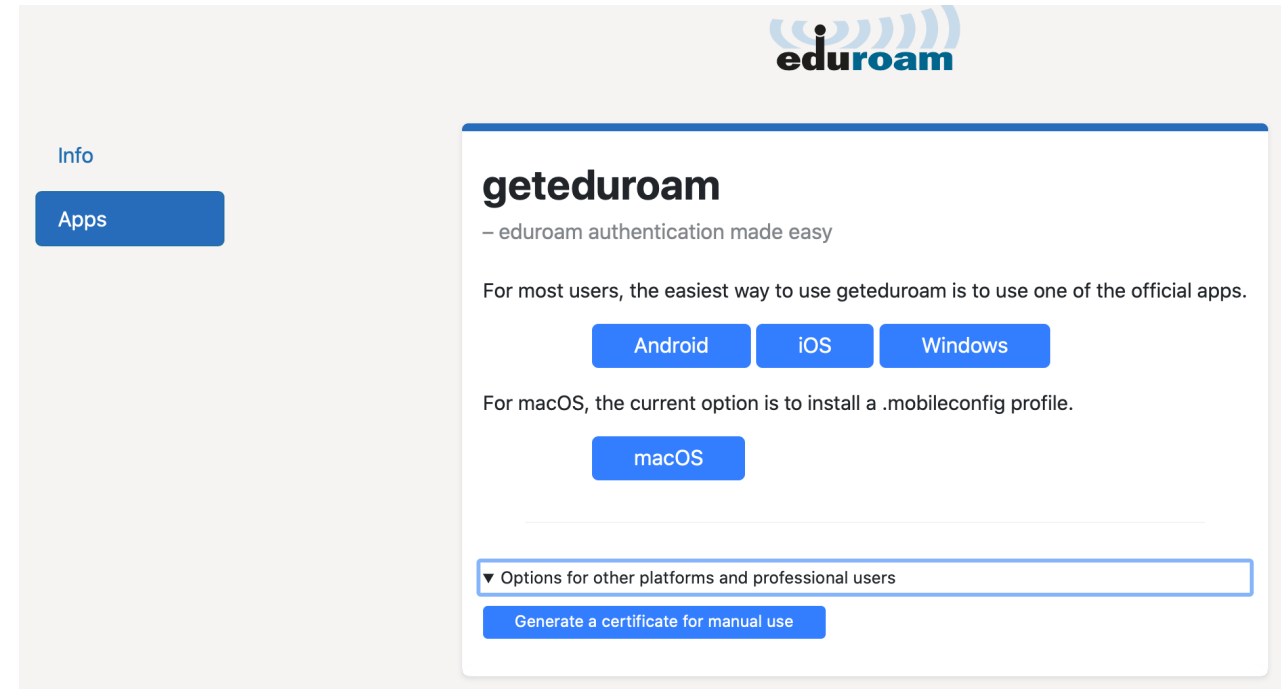 eduroam
Info
Apps
geteduroam
– eduroam authentication made easy
For most users, the easiest way to use geteduroam is to use one of the official apps.
Android
iOS
Windows
For macOS, the current option is to install a .mobileconfig profile.
macOS
▼ Options for other platforms and professional users
Generate a certificate for manual use